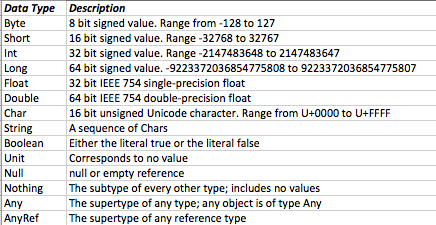 Data Type Description
Byte 8 bit signed value. Range from -128 to 127
Short 16 bit signed value. Range -32768 to 32767
Int 32 bit signed value. Range -2147483648 to 2147483647
Long 64 bit signed value. -9223372036854775808 to 9223372036854775807
Float 32 bit IEEE 754 single-precision float
Double 64 bit IEEE 754 double-precision float
Char 16 bit unsigned Unicode character. Range from U+0000 to U+FFFF
String A sequence of Chars
Boolean Either the literal true or the literal false
Unit Corresponds to no value
Null null or empty reference
Nothing The subtype of every other type; includes no values
Any The supertype of any type; any object is of type Any
AnyRef The supertype of any reference type